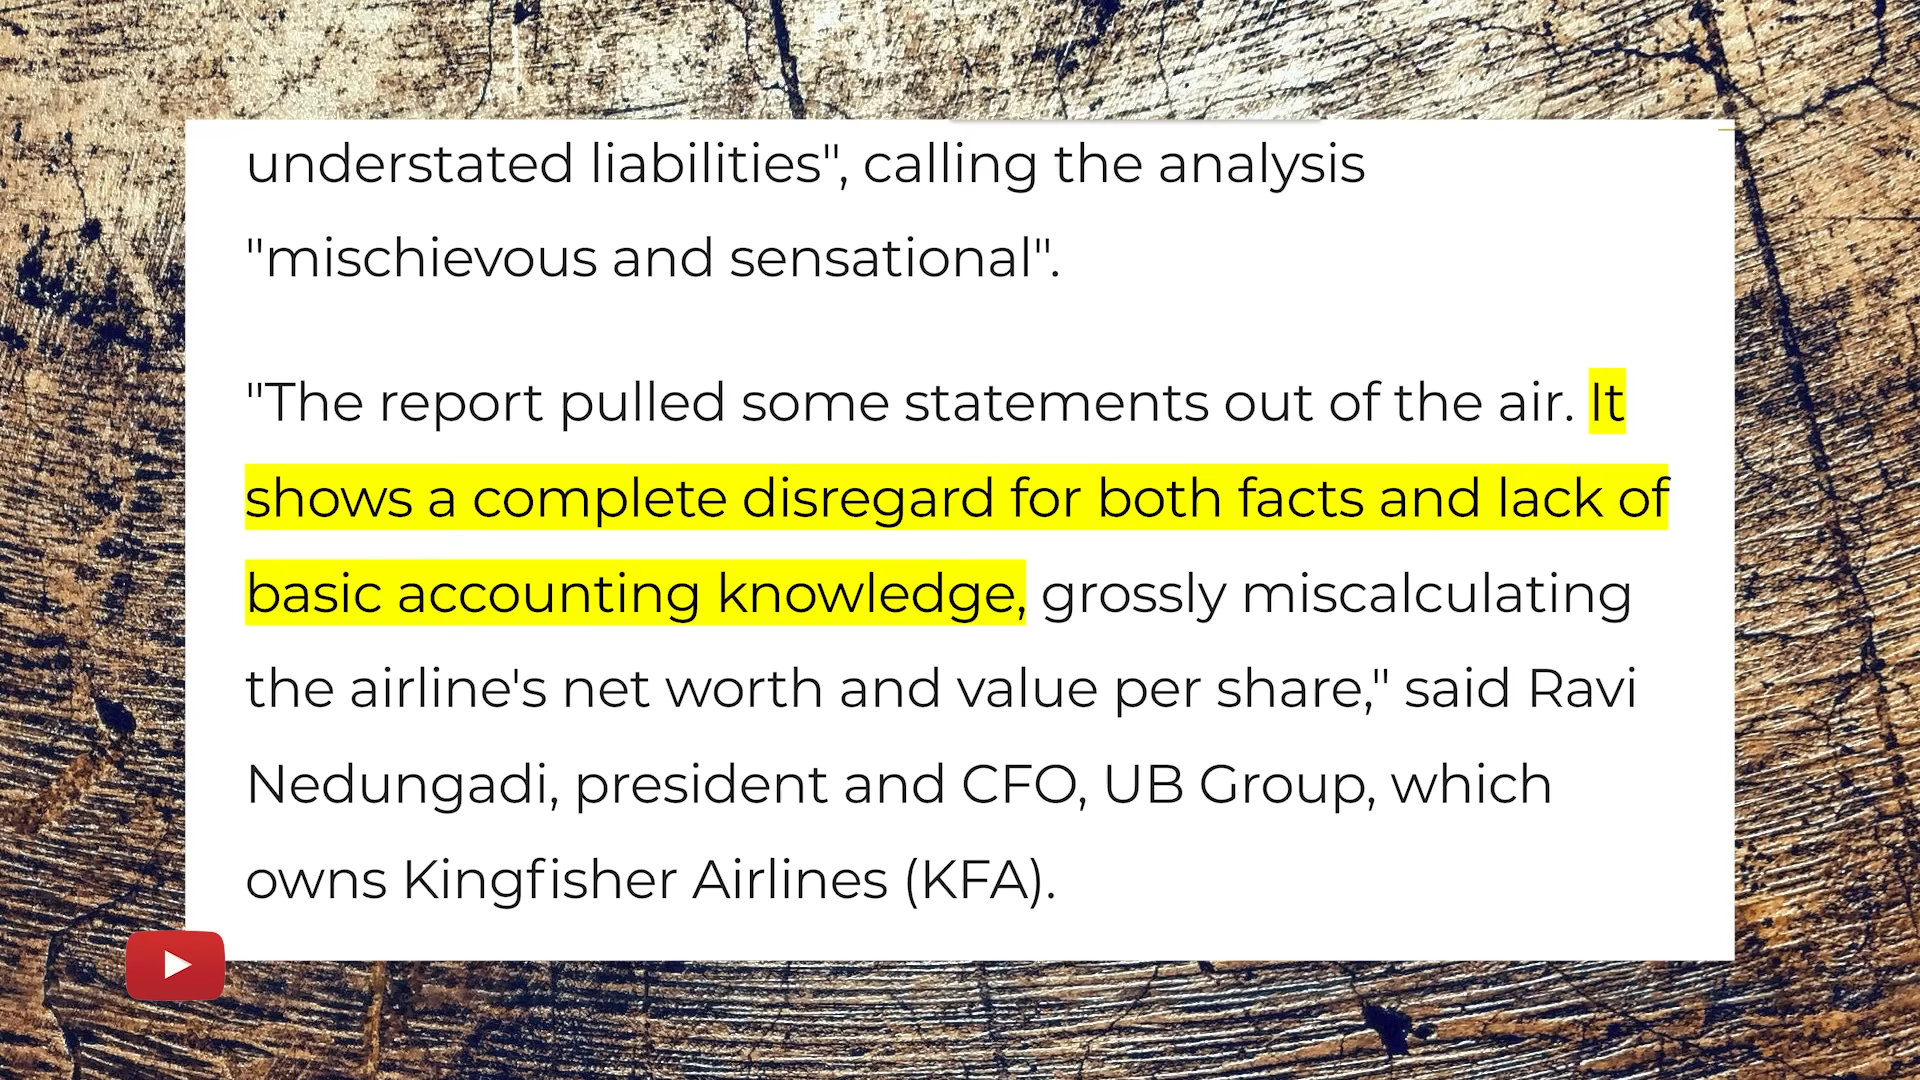 understated liabilities", calling the analysis
"mischievous and sensational".
"The report pulled some statements out of the air. It
shows a complete disregard for both facts and lack of
basic accounting knowledge, grossly miscalculating
the airline's net worth and value per share," said Ravi
Nedungadi, president and CFO, UB Group, which
owns Kingfisher Airlines (KFA).